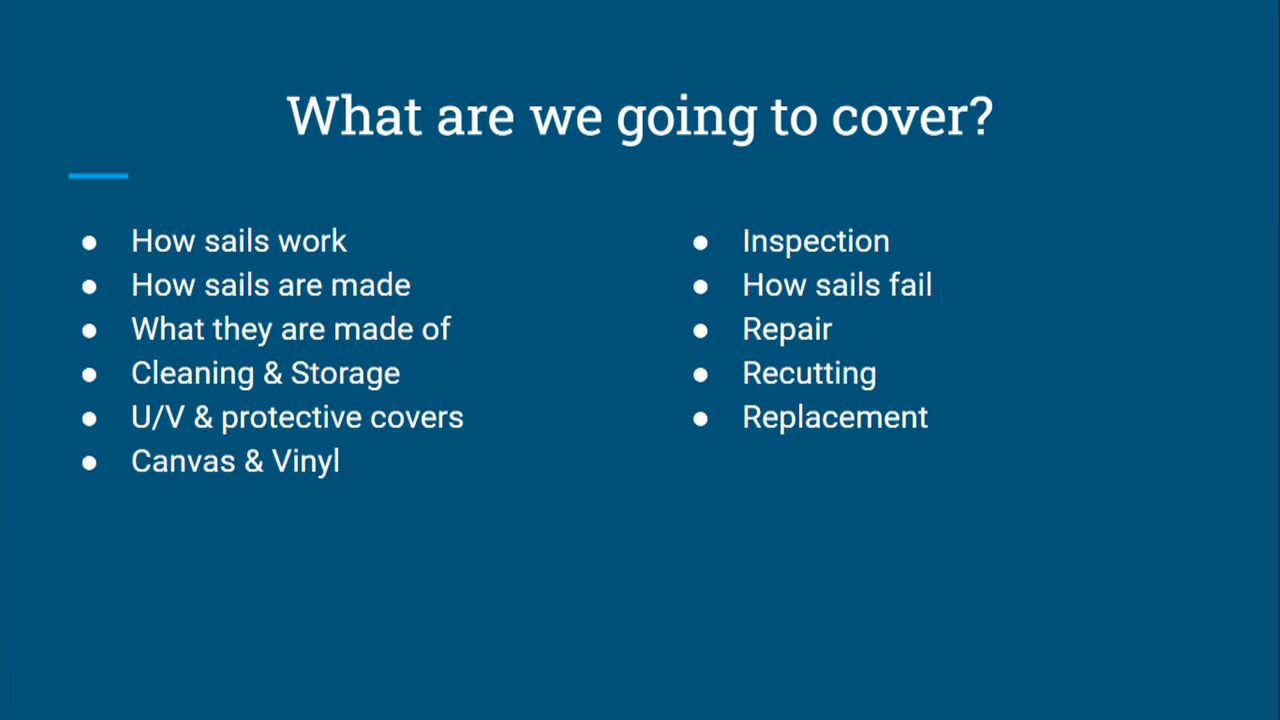 What are we going to cover?
● How sails work
● How sails are made
● What they are made of
● Cleaning & Storage
● U/V & protective covers
● Canvas & Vinyl
● Inspection
● How sails fail
● Repair
● Recutting
● Replacement